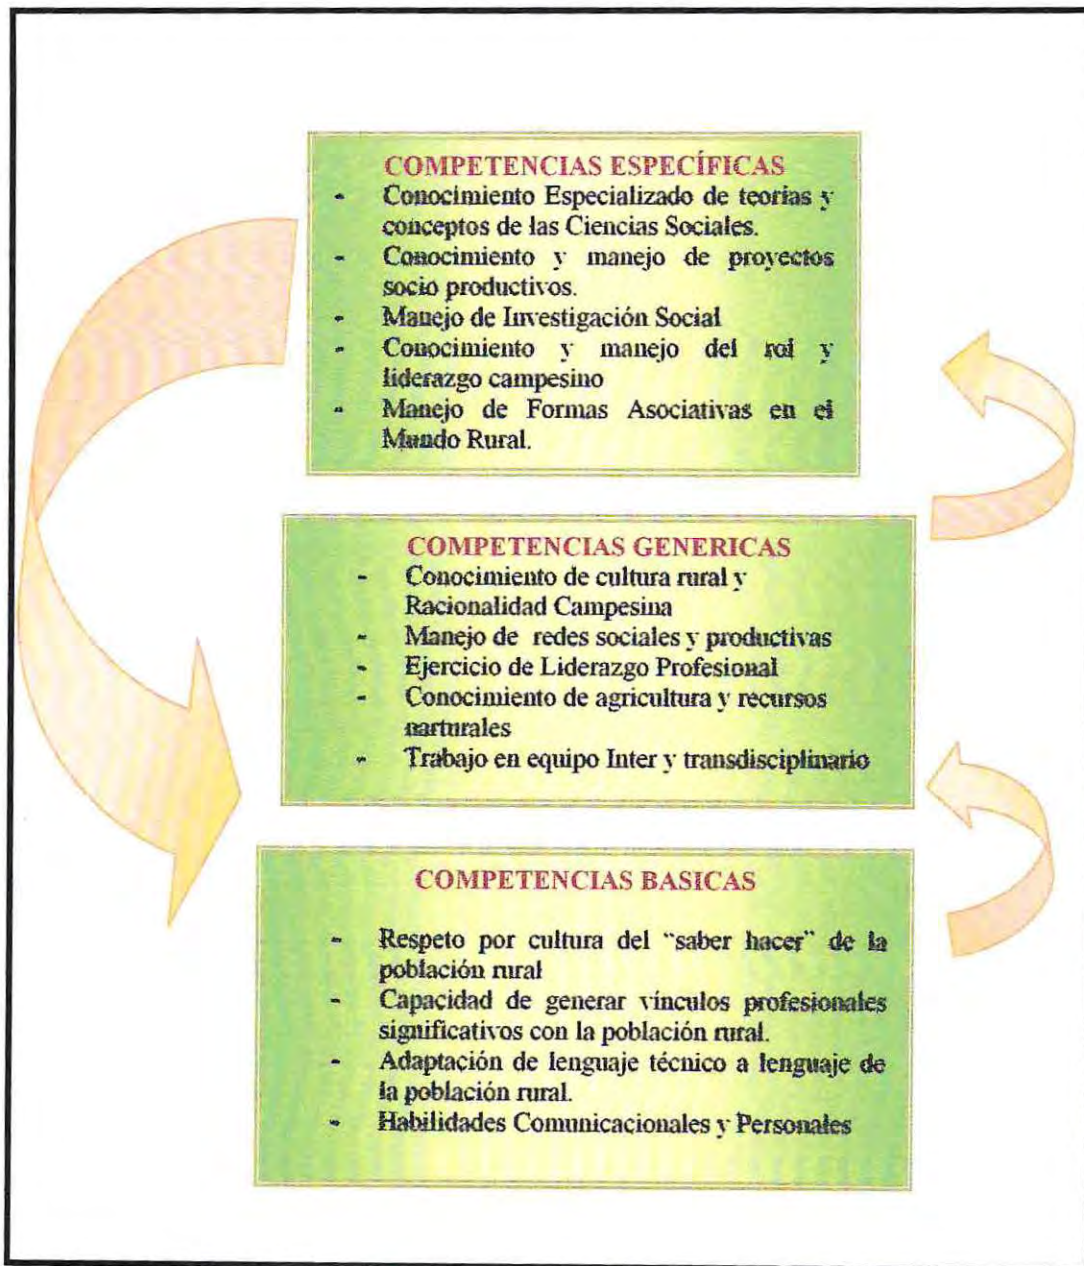 COMPETENCIAS ESPECÍFICAS
- Conocimiento Especializado de teorías y
conceptos de las Ciencias Sociales.
- Conocimiento y manejo de proyectos
socio productivos.
- Manejo de Investigación Social
- Conocimiento y manejo del rol y
liderazgo campesino
- Manejo de Formas Asociativas en el
Mundo Rural.
COMPETENCIAS GENERICAS
- Conocimiento de cultura rural y
Racionalidad Campesina
- Manejo de redes sociales y productivas
- Ejercicio de Liderazgo Profesional
- Conocimiento de agricultura y recursos
narturales
- Trabajo en equipo Inter y transdisciplinario
COMPETENCIAS BASICAS
- Respeto por cultura del “saber hacer” de la
población rural
- Capacidad de generar vínculos profesionales
significativos con la población rural.
- Adaptación de lenguaje técnico a lenguaje de
la población rural.
- Habilidades Comunicacionales y Personales